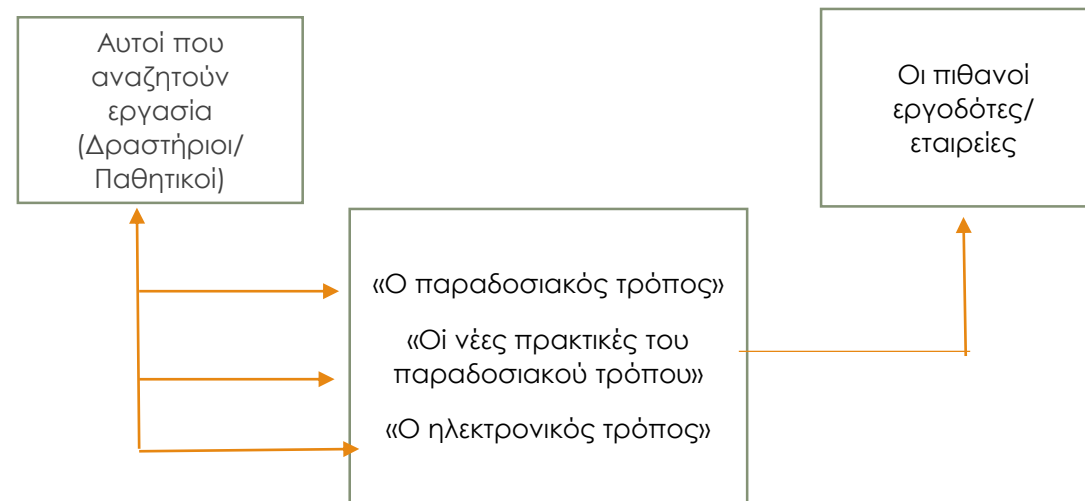 Αυτοί που
αναζητούν
εργασία
(Δραστήριοι/
Παθητικοί)
Οι πιθανοί
εργοδότες/
εταιρείες
«Ο παραδοσιακός τρόπος»
«Οi νέες πρακτικές του
παραδοσιακού τρόπου»
«Ο ηλεκτρονικός τρόπος»